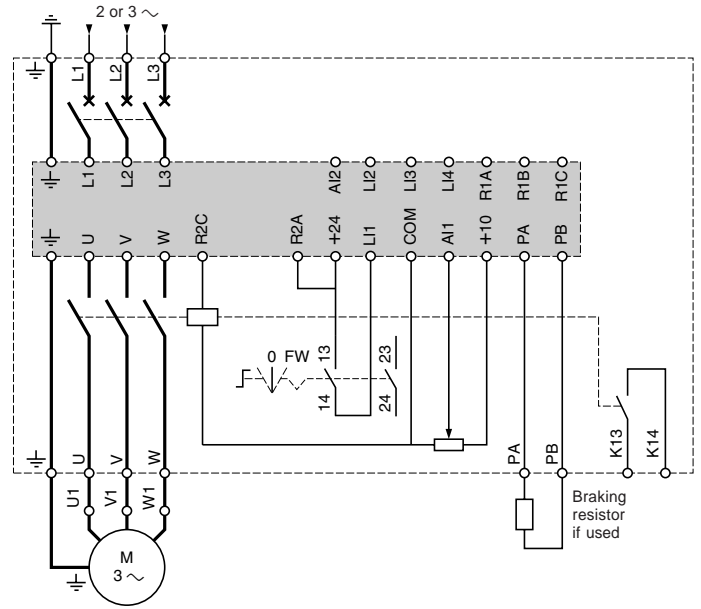 2 or 3 ～
L1 L2 L3
L1 L2 L3 AI2 LI2 LI3 LI4 R1A R1B R1C
U V W R2C R2A +24 LI1 COM AI1 +10 PA PB
0 FW 13 23
14 24
U V W PA PB K13 K14
U1 V1 W1
Braking
resistor
if used
M
3 ～